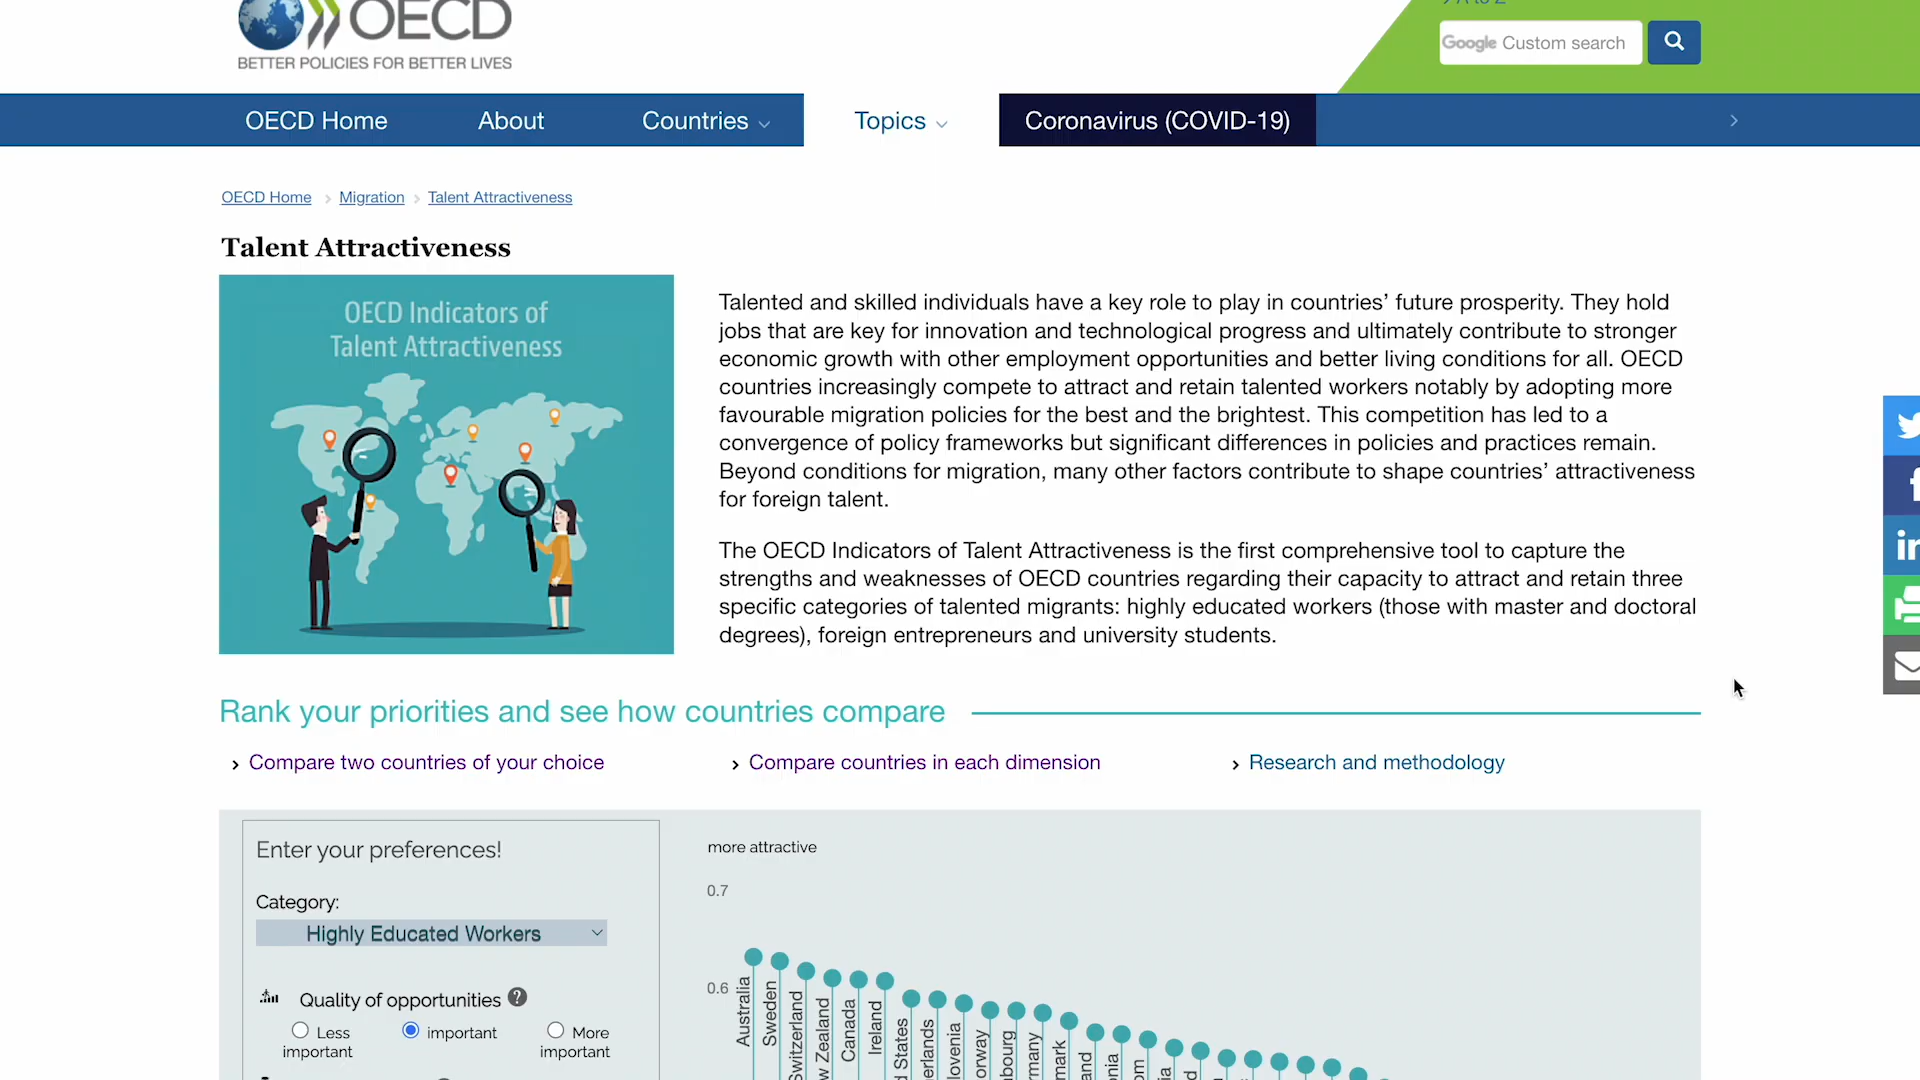 OECD
BETTER POLICIES FOR BETTER LIVES
Google Custom search
OECD Home
About
Countries
Topics
Coronavirus (COVID-19)
OECD Home
Migration
Talent Attractiveness
Talent Attractiveness
OECD Indicators of
Talent Attractiveness
Talented and skilled individuals have a key role to play in countries’ future prosperity. They hold
jobs that are key for innovation and technological progress and ultimately contribute to stronger
economic growth with other employment opportunities and better living conditions for all. OECD
countries increasingly compete to attract and retain talented workers notably by adopting more
favourable migration policies for the best and the brightest. This competition has led to a
convergence of policy frameworks but significant differences in policies and practices remain.
Beyond conditions for migration, many other factors contribute to shape countries’ attractiveness
for foreign talent.
The OECD Indicators of Talent Attractiveness is the first comprehensive tool to capture the
strengths and weaknesses of OECD countries regarding their capacity to attract and retain three
specific categories of talented migrants: highly educated workers (those with master and doctoral
degrees), foreign entrepreneurs and university students.
in
Rank your priorities and see how countries compare
Compare two countries of your choice
Compare countries in each dimension
Research and methodology
Enter your preferences!
Category:
Highly Educated Workers
Quality of opportunities ?
Less
important
important
More
important
more attractive
0.7
0.6
Australia
Sweden
Canada
Ireland
Zealand
States